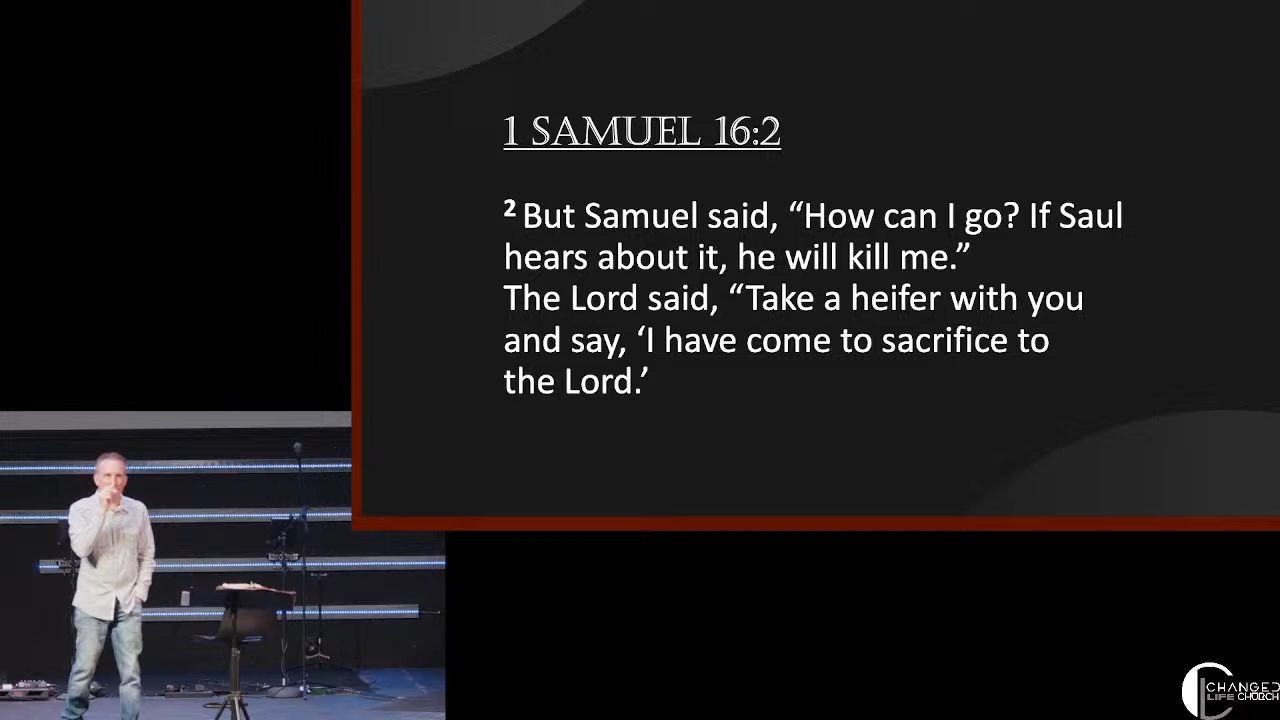 1 SAMUEL 16:2
2 But Samuel said, “How can I go? If Saul
hears about it, he will kill me.”
The Lord said, “Take a heifer with you
and say, ‘I have come to sacrifice to
the Lord.’
CHANGED
LIFE CHURCH